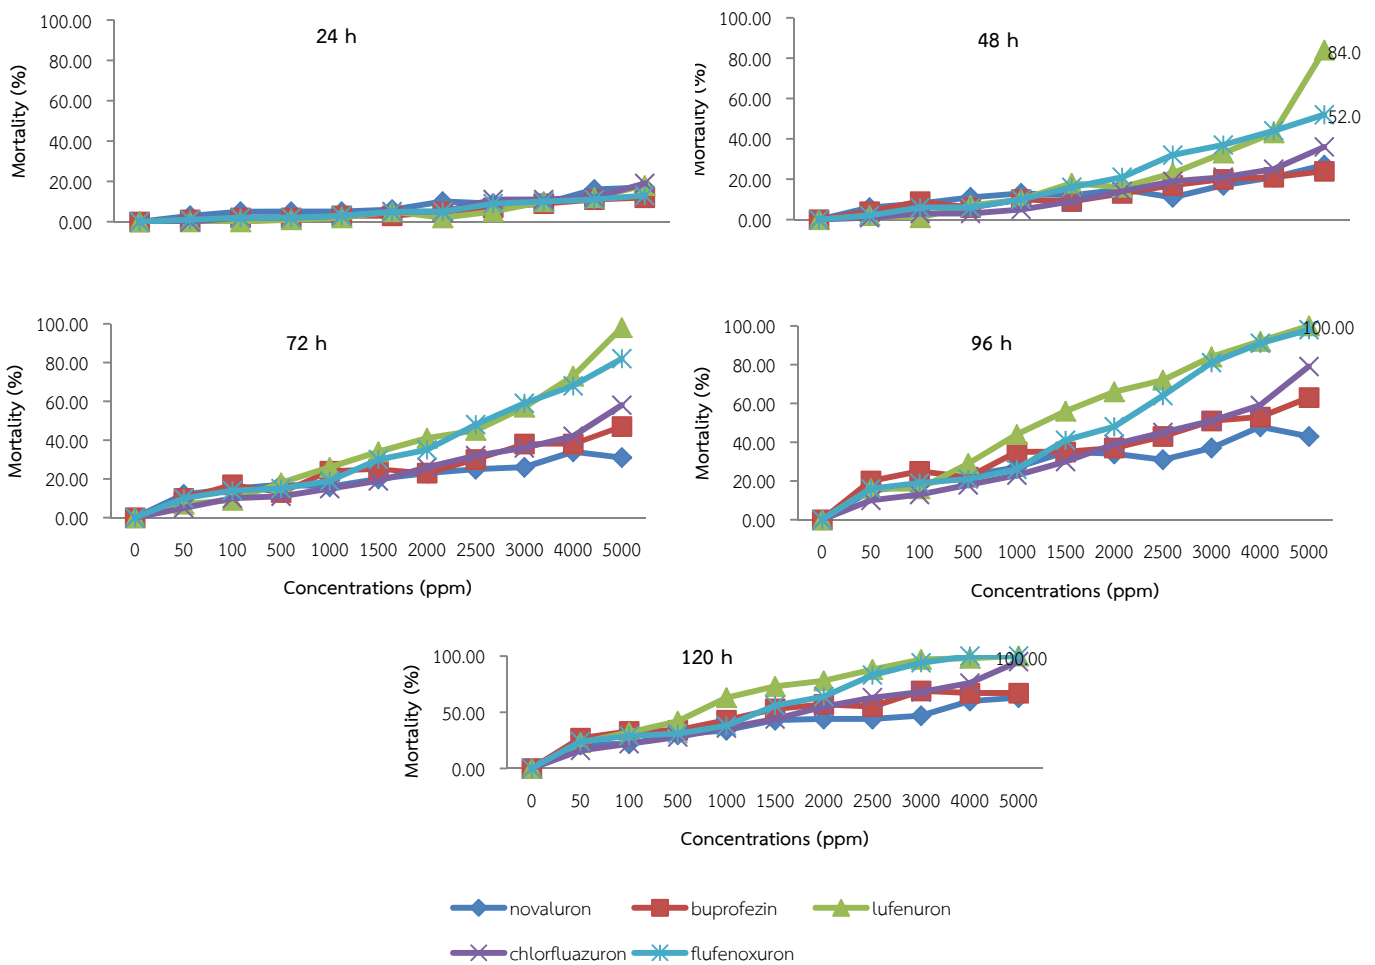 24 h
Mortality (%)
100.00
80.00
60.00
40.00
20.00
0.00
48 h
Mortality (%)
100.00
80.00
60.00
40.00
20.00
0.00
84.0
52.0
72 h
Mortality (%)
100.00
80.00
60.00
40.00
20.00
0.00
0 50 100 500 1000 1500 2000 2500 3000 4000 5000
Concentrations (ppm)
96 h
Mortality (%)
100.00
80.00
60.00
40.00
20.00
0.00
100.00
0 50 100 500 1000 1500 2000 2500 3000 4000 5000
Concentrations (ppm)
120 h
Mortality (%)
100.00
50.00
0.00
100.00
0 50 100 500 1000 1500 2000 2500 3000 4000 5000
Concentrations (ppm)
novaluron buprofezin lufenuron
chlorfluazuron flufenoxuron